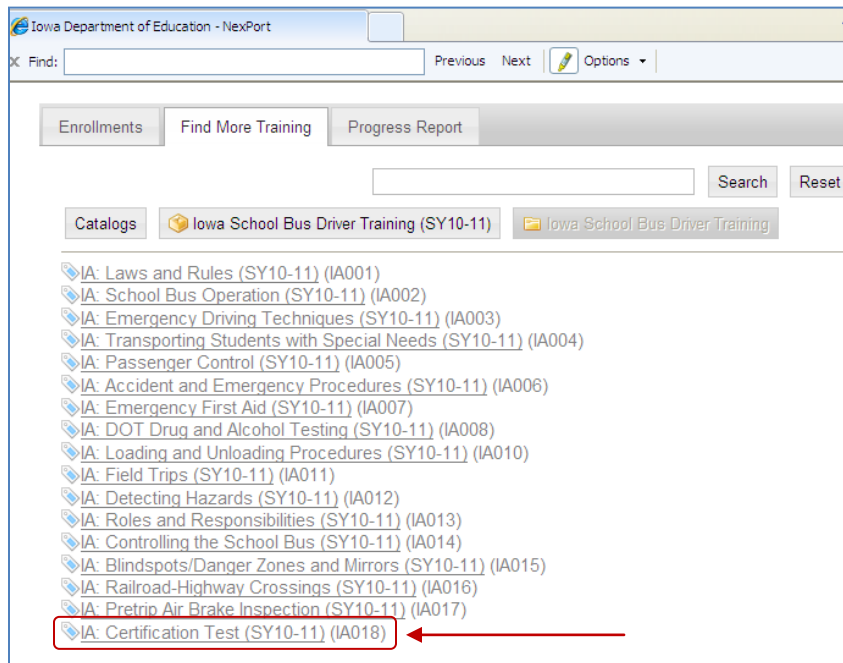 Iowa Department of Education - NexPort
x Find: Previous Next Options
Enrollments Find More Training Progress Report
Search Reset
Catalogs Iowa School Bus Driver Training (SY10-11) Iowa School Bus Driver Training
IA: Laws and Rules (SY10-11) (IA001)
IA: School Bus Operation (SY10-11) (IA002)
IA: Emergency Driving Techniques (SY10-11) (IA003)
IA: Transporting Students with Special Needs (SY10-11) (IA004)
IA: Passenger Control (SY10-11) (IA005)
IA: Accident and Emergency Procedures (SY10-11) (IA006)
IA: Emergency First Aid (SY10-11) (IA007)
IA: DOT Drug and Alcohol Testing (SY10-11) (IA008)
IA: Loading and Unloading Procedures (SY10-11) (IA010)
IA: Field Trips (SY10-11) (IA011)
IA: Detecting Hazards (SY10-11) (IA012)
IA: Roles and Responsibilities (SY10-11) (IA013)
IA: Controlling the School Bus (SY10-11) (IA014)
IA: Blindspots/Danger Zones and Mirrors (SY10-11) (IA015)
IA: Railroad-Highway Crossings (SY10-11) (IA016)
IA: Pretrip Air Brake Inspection (SY10-11) (IA017)
IA: Certification Test (SY10-11) (IA018)